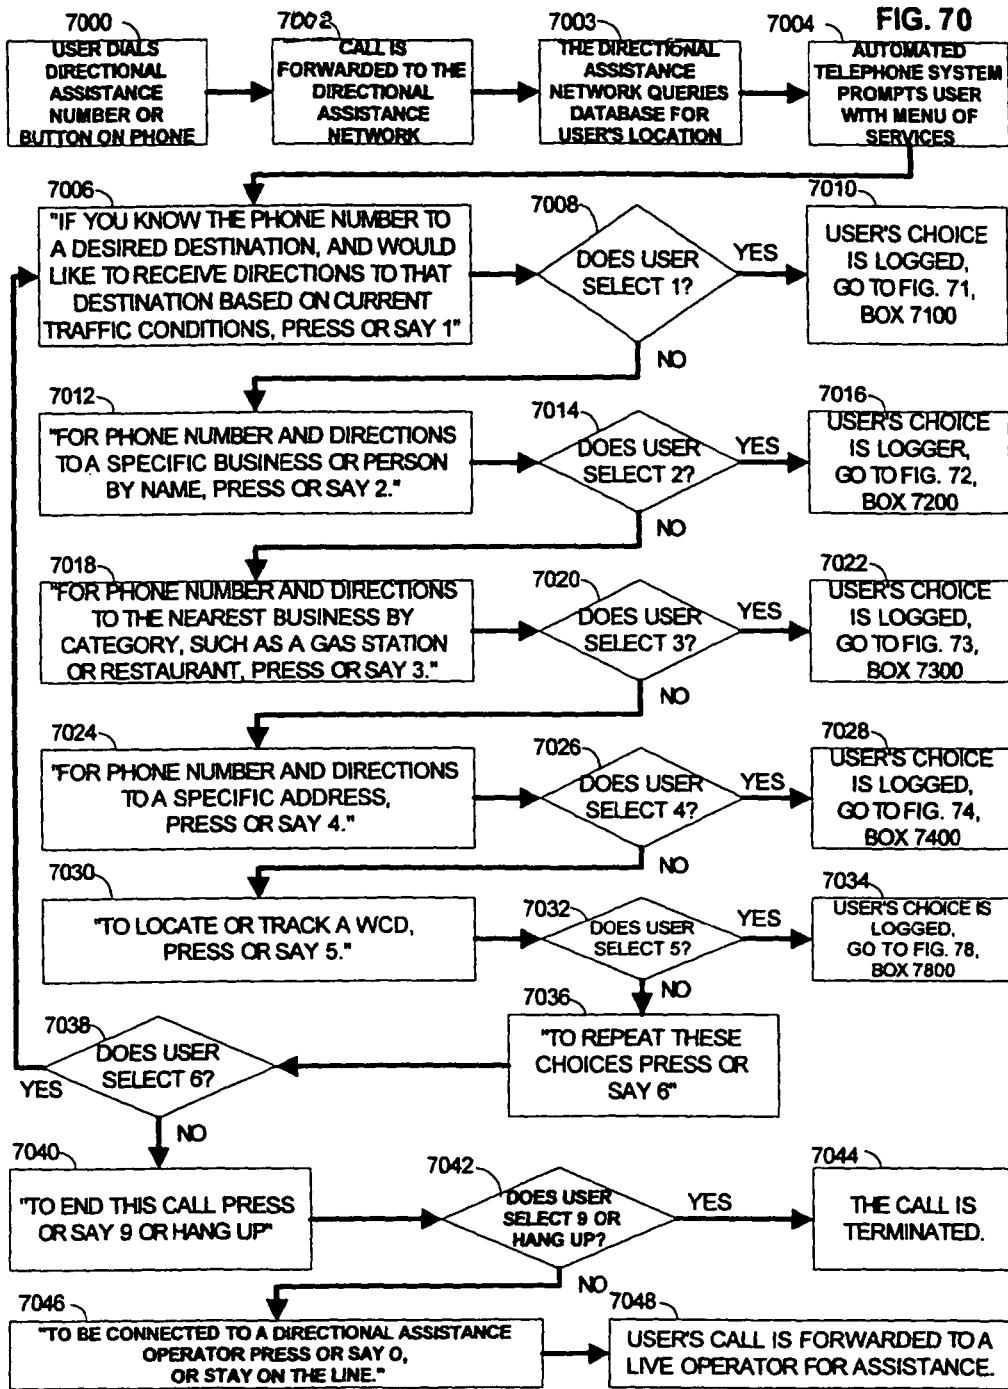 FIG. 70
7000
USER DIALS
DIRECTIONAL
ASSISTANCE
NUMBER OR
BUTTON ON PHONE
7002
CALL IS
FORWARDED TO THE
DIRECTIONAL
ASSISTANCE
NETWORK
7003
THE DIRECTIONAL
ASSISTANCE
NETWORK QUERIES
DATABASE FOR
USER'S LOCATION
7004
AUTOMATED
TELEPHONE SYSTEM
PROMPTS USER
WITH MENU OF
SERVICES
7006
"IF YOU KNOW THE PHONE NUMBER TO
A DESIRED DESTINATION, AND WOULD
LIKE TO RECEIVE DIRECTIONS TO THAT
DESTINATION BASED ON CURRENT
TRAFFIC CONDITIONS, PRESS OR SAY 1"
7008
DOES USER
SELECT 1?
YES
NO
7010
USER'S CHOICE
IS LOGGED,
GO TO FIG. 71,
BOX 7100
7012
"FOR PHONE NUMBER AND DIRECTIONS
TO A SPECIFIC BUSINESS OR PERSON
BY NAME, PRESS OR SAY 2."
7014
DOES USER
SELECT 2?
YES
NO
7016
USER'S CHOICE
IS LOGGER,
GO TO FIG. 72,
BOX 7200
7018
"FOR PHONE NUMBER AND DIRECTIONS
TO THE NEAREST BUSINESS BY
CATEGORY, SUCH AS A GAS STATION
OR RESTAURANT, PRESS OR SAY 3."
7020
DOES USER
SELECT 3?
YES
NO
7022
USER'S CHOICE
IS LOGGED,
GO TO FIG. 73,
BOX 7300
7024
"FOR PHONE NUMBER AND DIRECTIONS
TO A SPECIFIC ADDRESS,
PRESS OR SAY 4."
7026
DOES USER
SELECT 4?
YES
NO
7028
USER'S CHOICE
IS LOGGED,
GO TO FIG. 74,
BOX 7400
7030
"TO LOCATE OR TRACK A WCD,
PRESS OR SAY 5."
7032
DOES USER
SELECT 5?
YES
NO
7034
USER'S CHOICE IS
LOGGED,
GO TO FIG. 78,
BOX 7800
7036
"TO REPEAT THESE
CHOICES PRESS OR
SAY 6"
7038
DOES USER
SELECT 6?
YES
NO
7040
"TO END THIS CALL PRESS
OR SAY 9 OR HANG UP"
7042
DOES USER
SELECT 9 OR
HANG UP?
YES
NO
7044
THE CALL IS
TERMINATED.
7046
"TO BE CONNECTED TO A DIRECTIONAL ASSISTANCE
OPERATOR PRESS OR SAY O,
OR STAY ON THE LINE."
7048
USER'S CALL IS FORWARDED TO A
LIVE OPERATOR FOR ASSISTANCE.